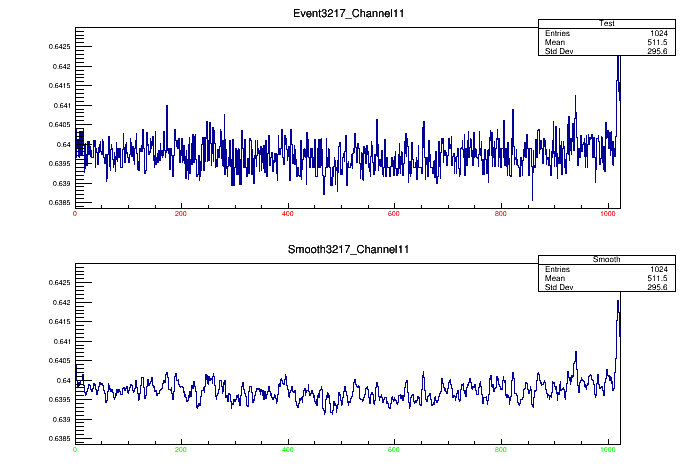 Event3217_Channel11
Test
Entries 1024
Mean 511.5
Std Dev 295.6
0.6425
0.642
0.6415
0.641
0.6405
0.64
0.6395
0.639
0.6385
0 200 400 600 800 1000
Smooth3217_Channel11
Smooth
Entries 1024
Mean 511.5
Std Dev 295.6
0.6425
0.642
0.6415
0.641
0.6405
0.64
0.6395
0.639
0.6385
0 200 400 600 800 1000